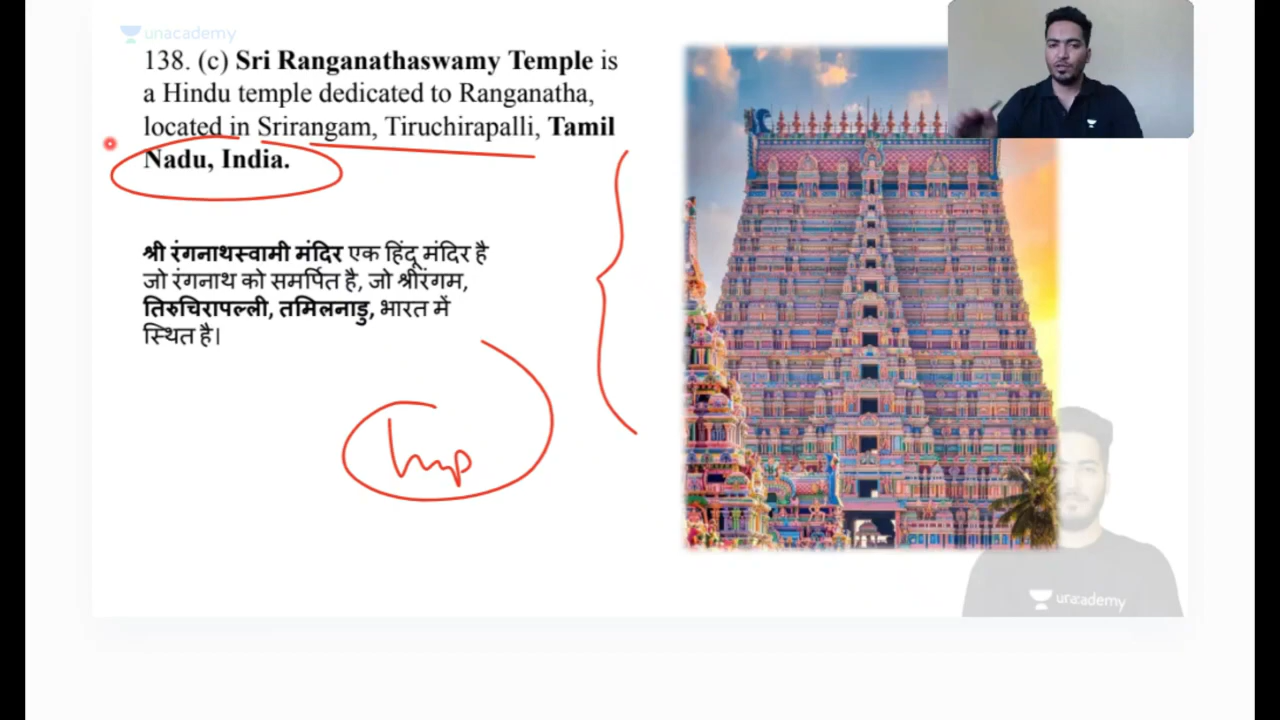 unacademy
138. (c) Sri Ranganathaswamy Temple is
a Hindu temple dedicated to Ranganatha,
located in Srirangam, Tiruchirapalli, Tamil
Nadu, India.
श्री रंगनाथस्वामी मंदिर एक हिंदू मंदिर है
जो रंगनाथ को समर्पित है, जो श्रीरंगम,
तिरुचिरापल्ली, तमिलनाडु, भारत में
स्थित है।
Imp
unacademy